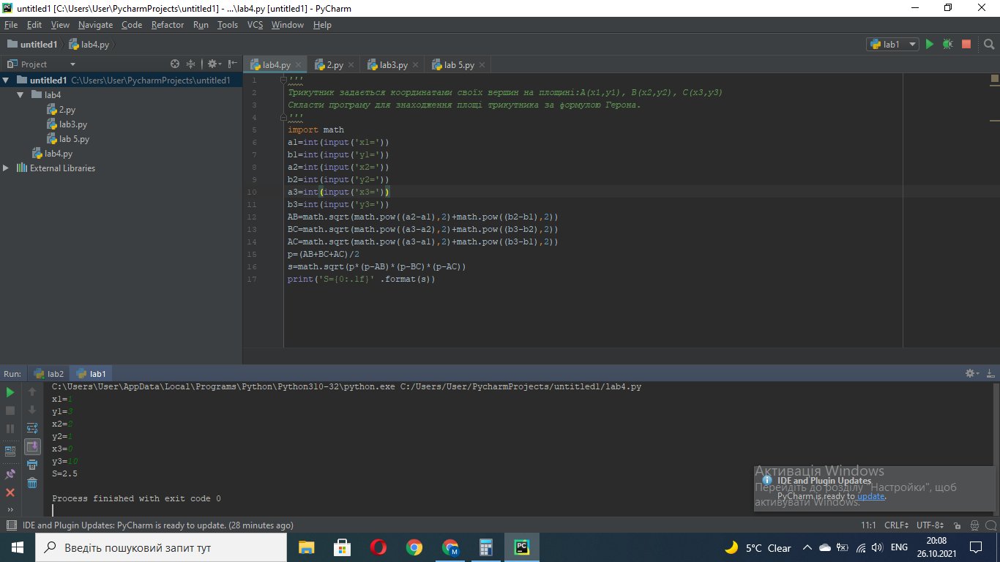 untitled1 [C:\Users\User\PycharmProjects\untitled1] - ...\lab4.py [untitled1] - PyCharm
File Edit View Navigate Code Refactor Run Tools VCS Window Help
untitled1 lab4.py lab1
Project lab4.py 2.py lab3.py lab 5.py
untitled1 C:\Users\User\PycharmProjects\untitled1
lab4
2.py
lab3.py
lab 5.py
lab4.py
External Libraries
1 '''
2 Трикутник задається координатами своїх вершин на площині:A(x1,y1), B(x2,y2), C(x3,y3)
3 Скласти програму для знаходження площі трикутника за формулою Герона.
4 '''
5 import math
6 a1=int(input('x1='))
7 b1=int(input('y1='))
8 a2=int(input('x2='))
9 b2=int(input('y2='))
10 a3=int(input('x3='))
11 b3=int(input('y3='))
12 AB=math.sqrt(math.pow((a2-a1),2)+math.pow((b2-b1),2))
13 BC=math.sqrt(math.pow((a3-a2),2)+math.pow((b3-b2),2))
14 AC=math.sqrt(math.pow((a3-a1),2)+math.pow((b3-b1),2))
15 p=(AB+BC+AC)/2
16 s=math.sqrt(p*(p-AB)*(p-BC)*(p-AC))
17 print('S={0:.1f}' .format(s))
Run: lab2 lab1
C:\Users\User\AppData\Local\Programs\Python\Python310-32\python.exe C:/Users/User/PycharmProjects/untitled1/lab4.py
x1=1
y1=3
x2=2
y2=1
x3=0
y3=10
S=2.5
Process finished with exit code 0
Активація Windows
Перейдіть до розділу "Настройки", щоб
активувати Windows.
IDE and Plugin Updates
PyCharm is ready to update.
IDE and Plugin Updates: PyCharm is ready to update. (28 minutes ago) 11:1 CRLF UTF-8
Введіть пошуковий запит тут
5°C Clear ENG 20:08
26.10.2021